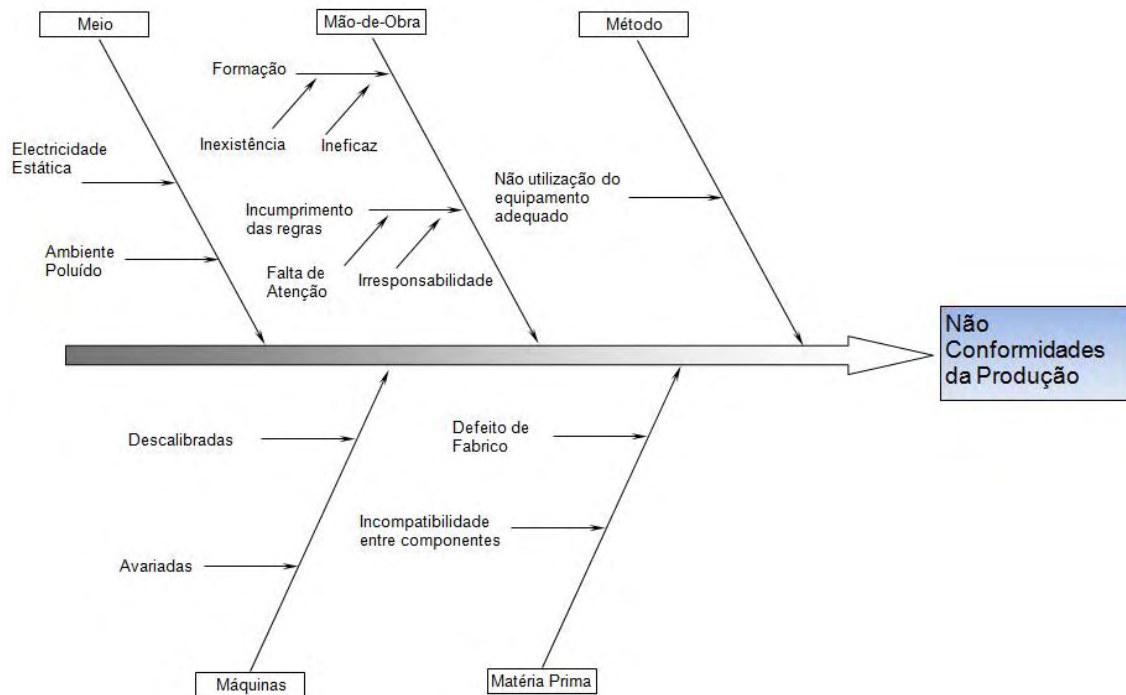 Meio
Mão-de-Obra
Método
Formação
Inexistência
Ineficaz
Electricidade
Estática
Não utilização do
equipamento
adequado
Incumprimento
das regras
Ambiente
Poluído
Falta de
Atenção
Irresponsabilidade
Não
Conformidades
da Produção
Descalibradas
Defeito de
Fabrico
Incompatibilidade
entre componentes
Avariadas
Máquinas
Matéria Prima